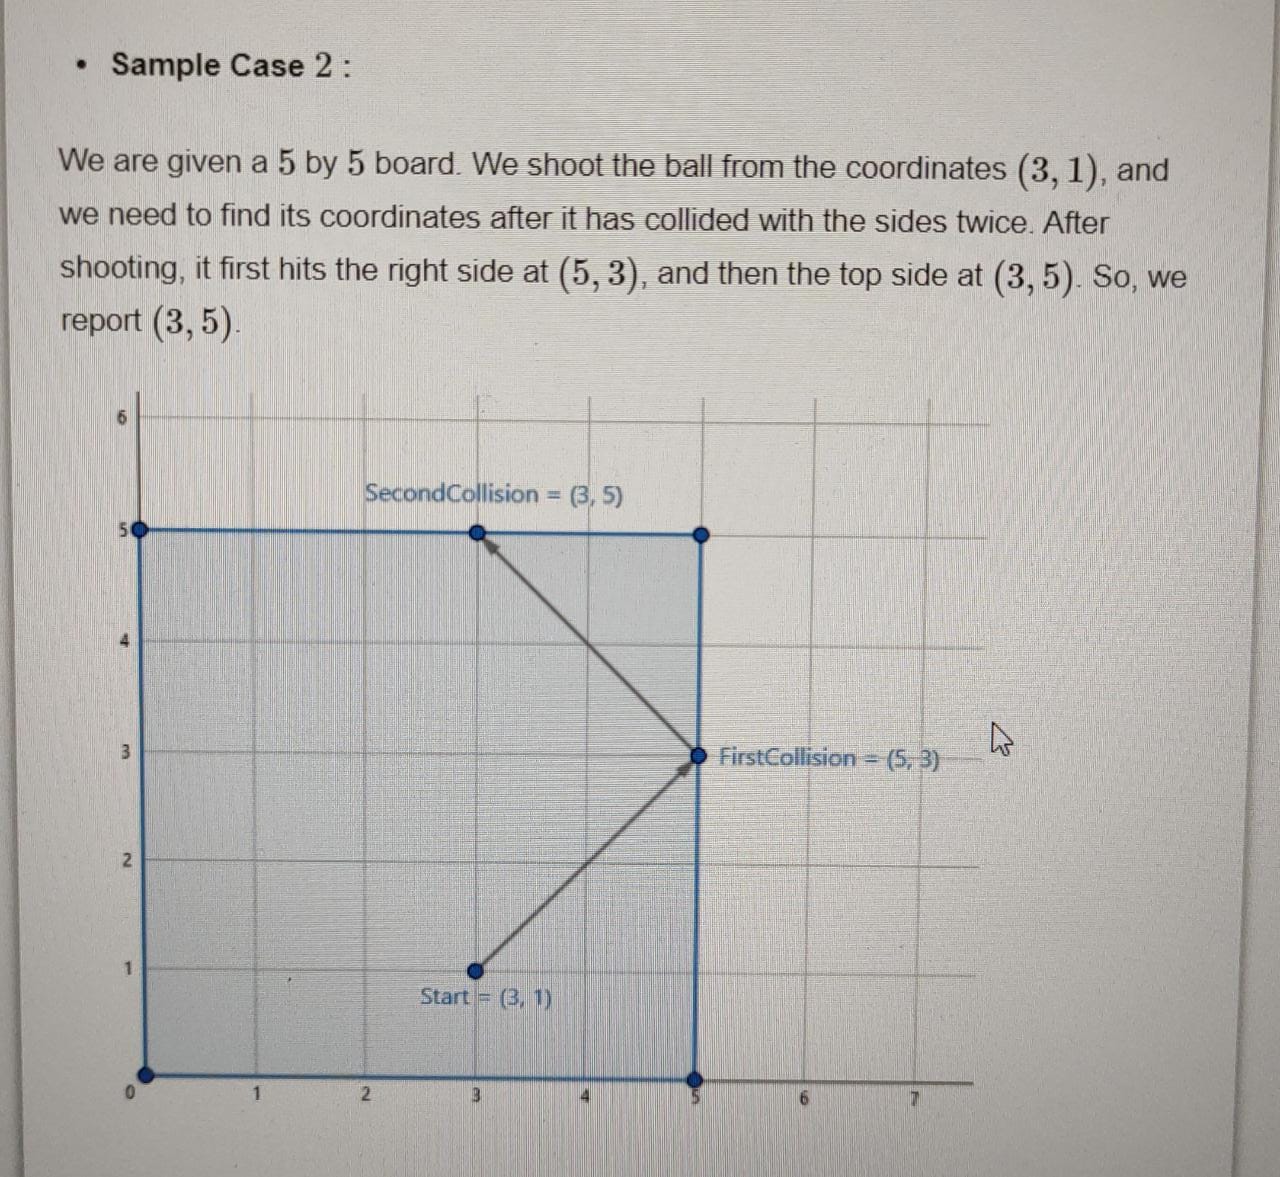 • Sample Case 2 :
We are given a 5 by 5 board. We shoot the ball from the coordinates (3, 1), and
we need to find its coordinates after it has collided with the sides twice. After
shooting, it first hits the right side at (5, 3), and then the top side at (3, 5). So, we
report (3, 5).
6
SecondCollision = (3, 5)
5
4
3
FirstCollision = (5, 3)
2
1
Start = (3, 1)
0 1 2 3 4 5 6 7